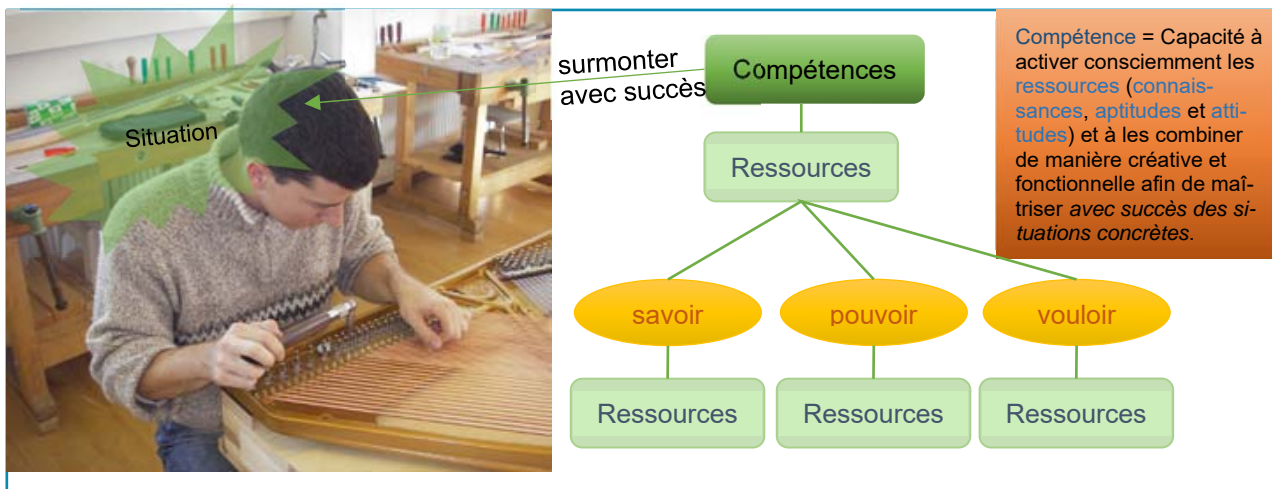 Situation
surmonter
avec succès
Compétences
Ressources
savoir
pouvoir
vouloir
Ressources
Ressources
Ressources
Compétence = Capacité à
activer consciemment les
ressources (connais-
sances, aptitudes et atti-
tudes) et à les combiner
de manière créative et
fonctionnelle afin de maî-
triser avec succès des si-
tuations concrètes.